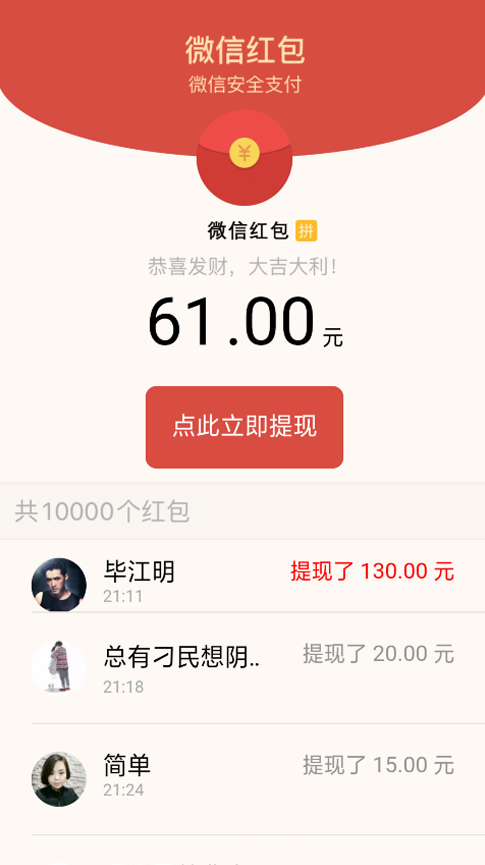 微信红包
微信安全支付
¥
微信红包 拼
恭喜发财，大吉大利！
61.00 元
点此立即提现
共10000个红包
毕江明 提现了 130.00 元
21:11
总有刁民想阴.. 提现了 20.00 元
21:18
简单 提现了 15.00 元
21:24